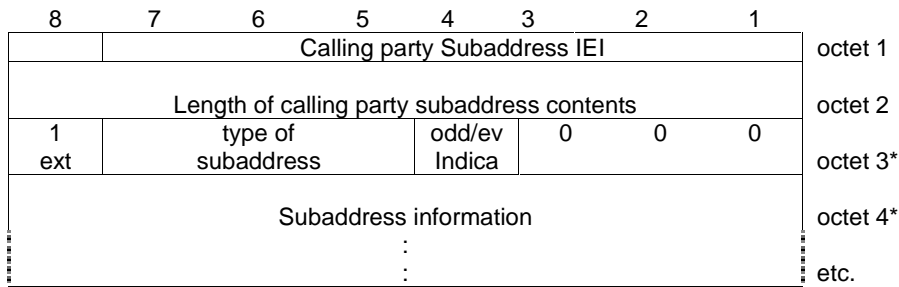 8 7 6 5 4 3 2 1
Calling party Subaddress IEI octet 1
Length of calling party subaddress contents octet 2
1 type of odd/ev 0 0 0
ext subaddress Indica octet 3*
Subaddress information octet 4*
:
: etc.